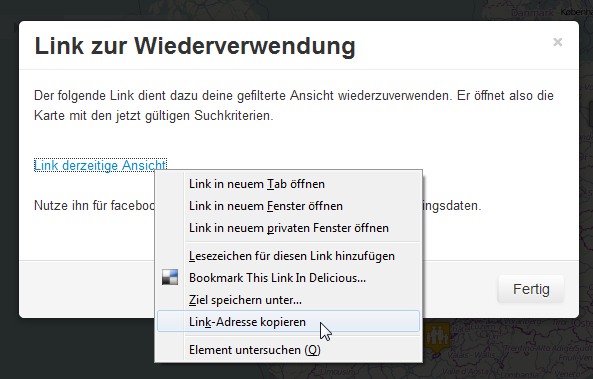 København
Link zur Wiederverwendung
×
Der folgende Link dient dazu deine gefilterte Ansicht wiederzuverwenden. Er öffnet also die
Karte mit den jetzt gültigen Suchkriterien.
Link derzeitige Ansicht
Link in neuem Tab öffnen
Link in neuem Fenster öffnen
Nutze ihn für facebo
ingsdaten.
Link in neuem privaten Fenster öffnen
Lesezeichen für diesen Link hinzufügen
Bookmark This Link In Delicious...
Ziel speichern unter...
Fertig
Link-Adresse kopieren
Element untersuchen (Q)